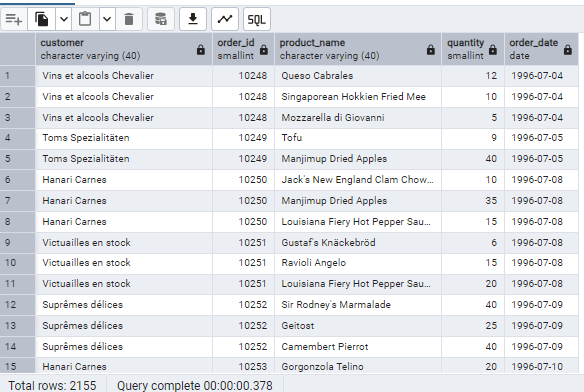 SQL
customer order_id product_name quantity order_date
character varying (40) smallint character varying (40) smallint date
1 Vins et alcools Chevalier 10248 Queso Cabrales 12 1996-07-04
2 Vins et alcools Chevalier 10248 Singaporean Hokkien Fried Mee 10 1996-07-04
3 Vins et alcools Chevalier 10248 Mozzarella di Giovanni 5 1996-07-04
4 Toms Spezialitäten 10249 Tofu 9 1996-07-05
5 Toms Spezialitäten 10249 Manjimup Dried Apples 40 1996-07-05
6 Hanari Carnes 10250 Jack's New England Clam Chow... 10 1996-07-08
7 Hanari Carnes 10250 Manjimup Dried Apples 35 1996-07-08
8 Hanari Carnes 10250 Louisiana Fiery Hot Pepper Sau... 15 1996-07-08
9 Victuailles en stock 10251 Gustaf's Knäckebröd 6 1996-07-08
10 Victuailles en stock 10251 Ravioli Angelo 15 1996-07-08
11 Victuailles en stock 10251 Louisiana Fiery Hot Pepper Sau... 20 1996-07-08
12 Suprêmes délices 10252 Sir Rodney's Marmalade 40 1996-07-09
13 Suprêmes délices 10252 Geitost 25 1996-07-09
14 Suprêmes délices 10252 Camembert Pierrot 40 1996-07-09
15 Hanari Carnes 10253 Gorgonzola Telino 20 1996-07-10
Total rows: 2155 Query complete 00:00:00.378